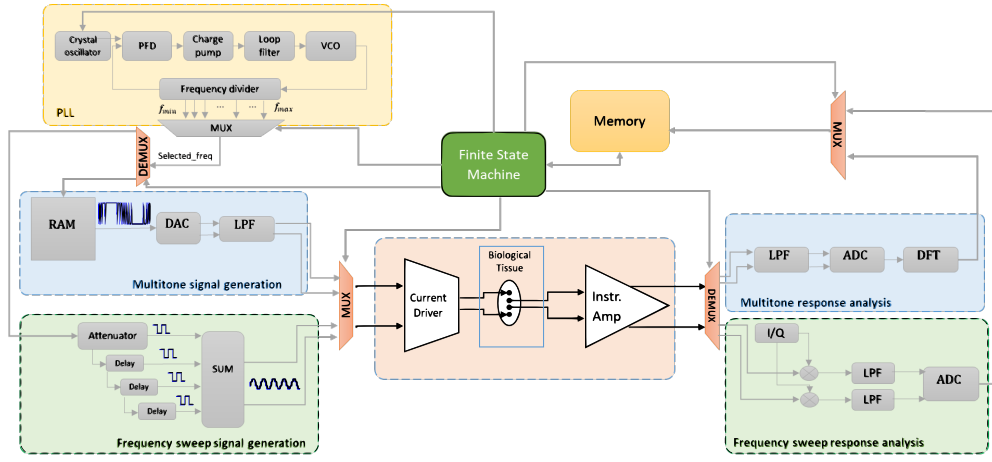 Crystal
oscillator
PFD
Charge
pump
Loop
filter
VCO
Frequency divider
fmin
...
...
fmax
PLL
MUX
DEMUX
Selected_freq
Finite State
Machine
Memory
MUX
RAM
DAC
LPF
Multitone signal generation
MUX
Current
Driver
Biological
Tissue
Instr.
Amp
DEMUX
LPF
ADC
DFT
Multitone response analysis
Attenuator
Delay
Delay
Delay
SUM
Frequency sweep signal generation
I/Q
LPF
LPF
ADC
Frequency sweep response analysis